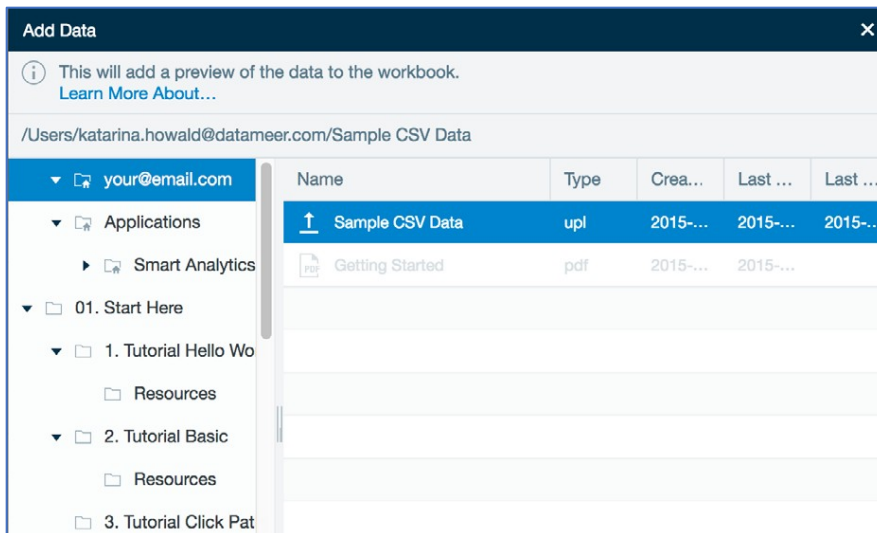 Add Data
This will add a preview of the data to the workbook.
Learn More About...
/Users/katarina.howald@datameer.com/Sample CSV Data
your@email.com
Applications
Smart Analytics
01. Start Here
1. Tutorial Hello Wo
Resources
2. Tutorial Basic
Resources
3. Tutorial Click Pat
Name Type Crea... Last ... Last ...
Sample CSV Data upl 2015-... 2015-... 2015-...
PDF Getting Started pdf 2015-... 2015-...